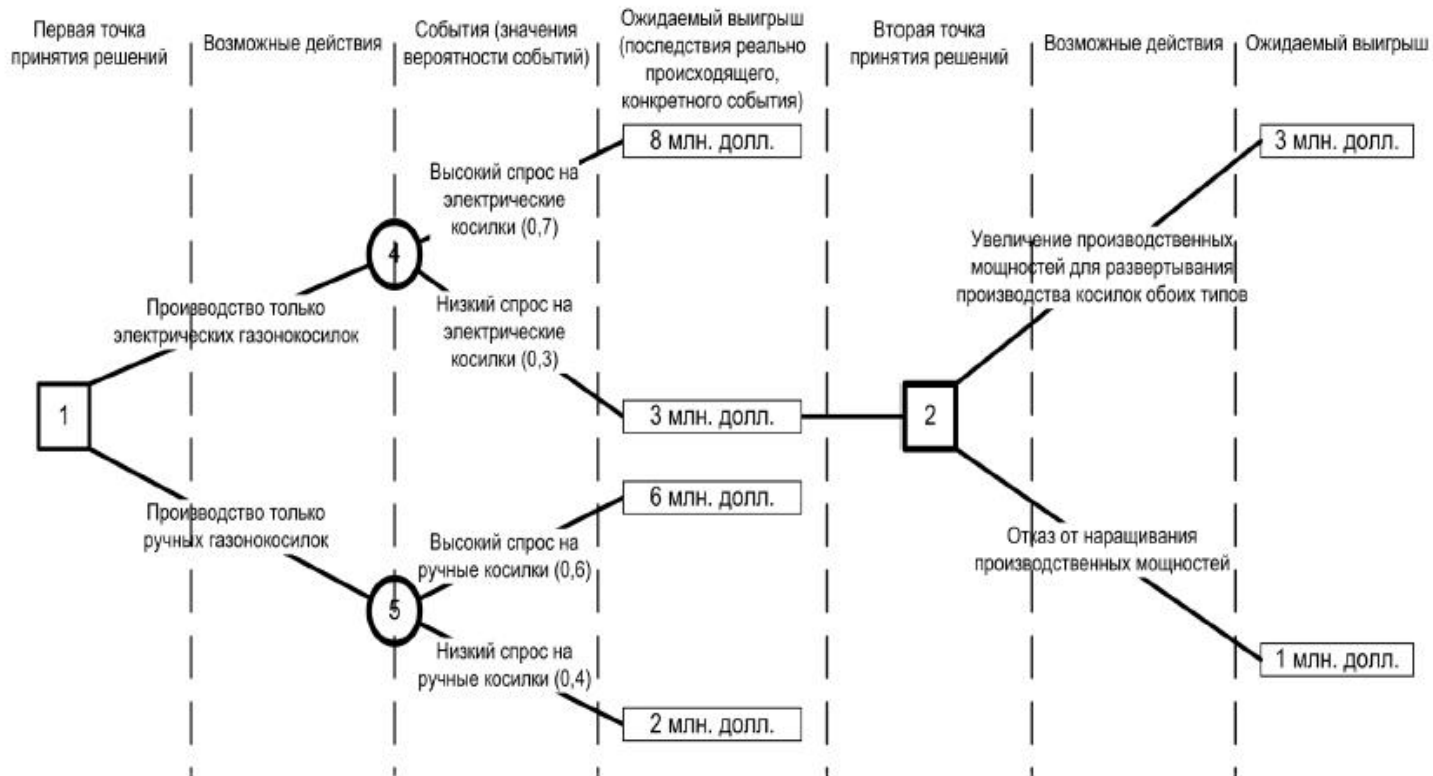 Первая точка
принятия решений
Возможные действия
События (значения
вероятности событий)
Ожидаемый выигрыш
(последствия реально
происходящего,
конкретного события)
Вторая точка
принятия решений
Возможные действия
Ожидаемый выигрыш
8 млн. долл.
3 млн. долл.
Высокий спрос на
электрические
косилки (0,7)
4
Увеличение производственных
мощностей для развертывания
производства косилок обоих типов
Производство только
электрических газонокосилок
Низкий спрос на
электрические
косилки (0,3)
1
3 млн. долл.
2
6 млн. долл.
Производство только
ручных газонокосилок
Высокий спрос на
ручные косилки (0,6)
Отказ от наращивания
производственных мощностей
5
Низкий спрос на
ручные косилки (0,4)
1 млн. долл.
2 млн. долл.